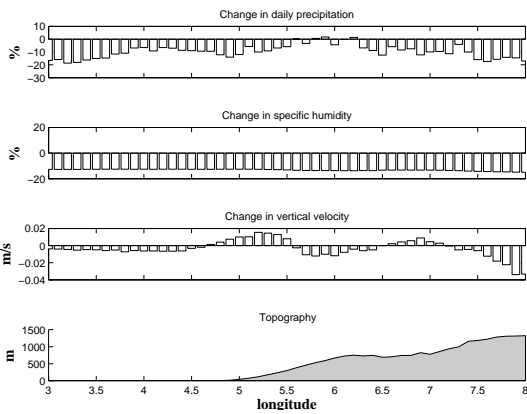 Change in daily precipitation
10
0
−10
−20
−30
%
Change in specific humidity
20
0
−20
%
Change in vertical velocity
0.02
0
−0.02
−0.04
m/s
Topography
1500
1000
500
0
m
3 3.5 4 4.5 5 5.5 6 6.5 7 7.5 8
longitude